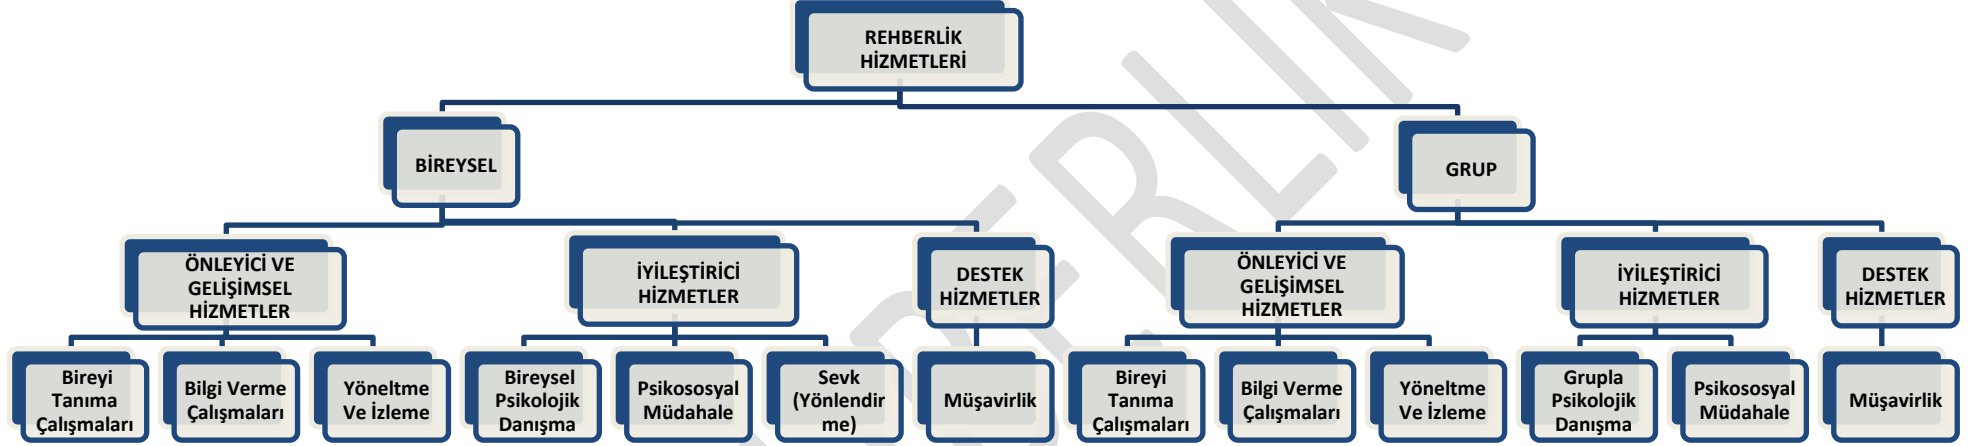 REHBERLİK
HİZMETLERİ
BİREYSEL
GRUP
ÖNLEYİCİ VE
GELİŞİMSEL
HİZMETLER
İYİLEŞTİRİCİ
HİZMETLER
DESTEK
HİZMETLER
ÖNLEYİCİ VE
GELİŞİMSEL
HİZMETLER
İYİLEŞTİRİCİ
HİZMETLER
DESTEK
HİZMETLER
Bireyi
Tanıma
Çalışmaları
Bilgi Verme
Çalışmaları
Yöneltme
Ve İzleme
Bireysel
Psikolojik
Danışma
Psikososyal
Müdahale
Sevk
(Yönlendir
me)
Müşavirlik
Bireyi
Tanıma
Çalışmaları
Bilgi Verme
Çalışmaları
Yöneltme
Ve İzleme
Grupla
Psikolojik
Danışma
Psikososyal
Müdahale
Müşavirlik